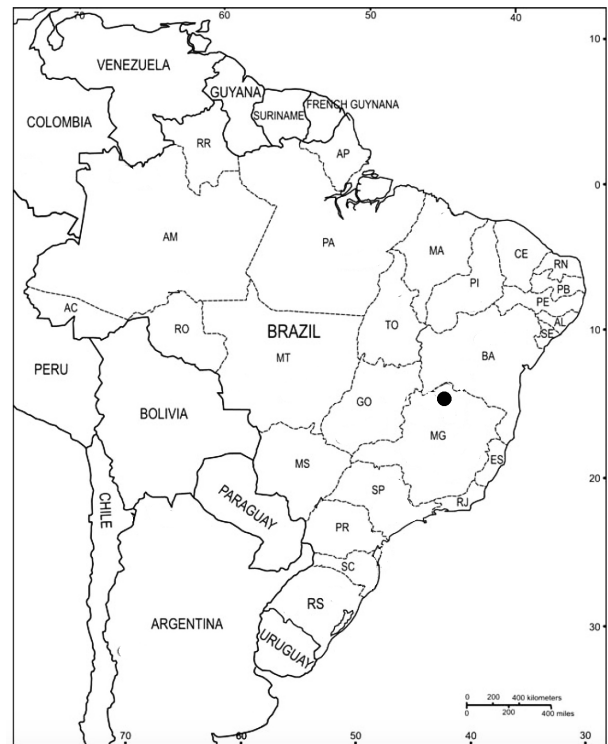 70 60 50 40
10
VENEZUELA
GUYANA
FRENCH GUYNANA
SURINAME
COLOMBIA
RR
AP
0
AM
PA
MA
CE
RN
PI
PB
PE
AC
AL
RO
TO
SE
10
BRAZIL
MT
BA
PERU
BOLIVIA
GO
MG
ES
MS
20
SP
PARAGUAY
RJ
CHILE
PR
SC
RS
ARGENTINA
30
URUGUAY
0 200 400 kilometers
0 200 400 miles
70 60 50 40 30